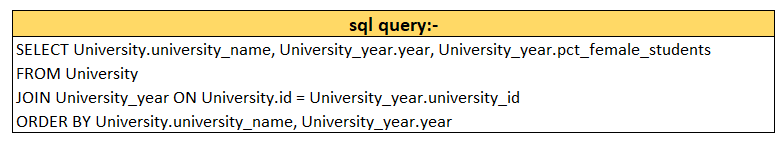 sql query:-
SELECT University.university_name, University_year.year, University_year.pct_female_students
FROM University
JOIN University_year ON University.id = University_year.university_id
ORDER BY University.university_name, University_year.year